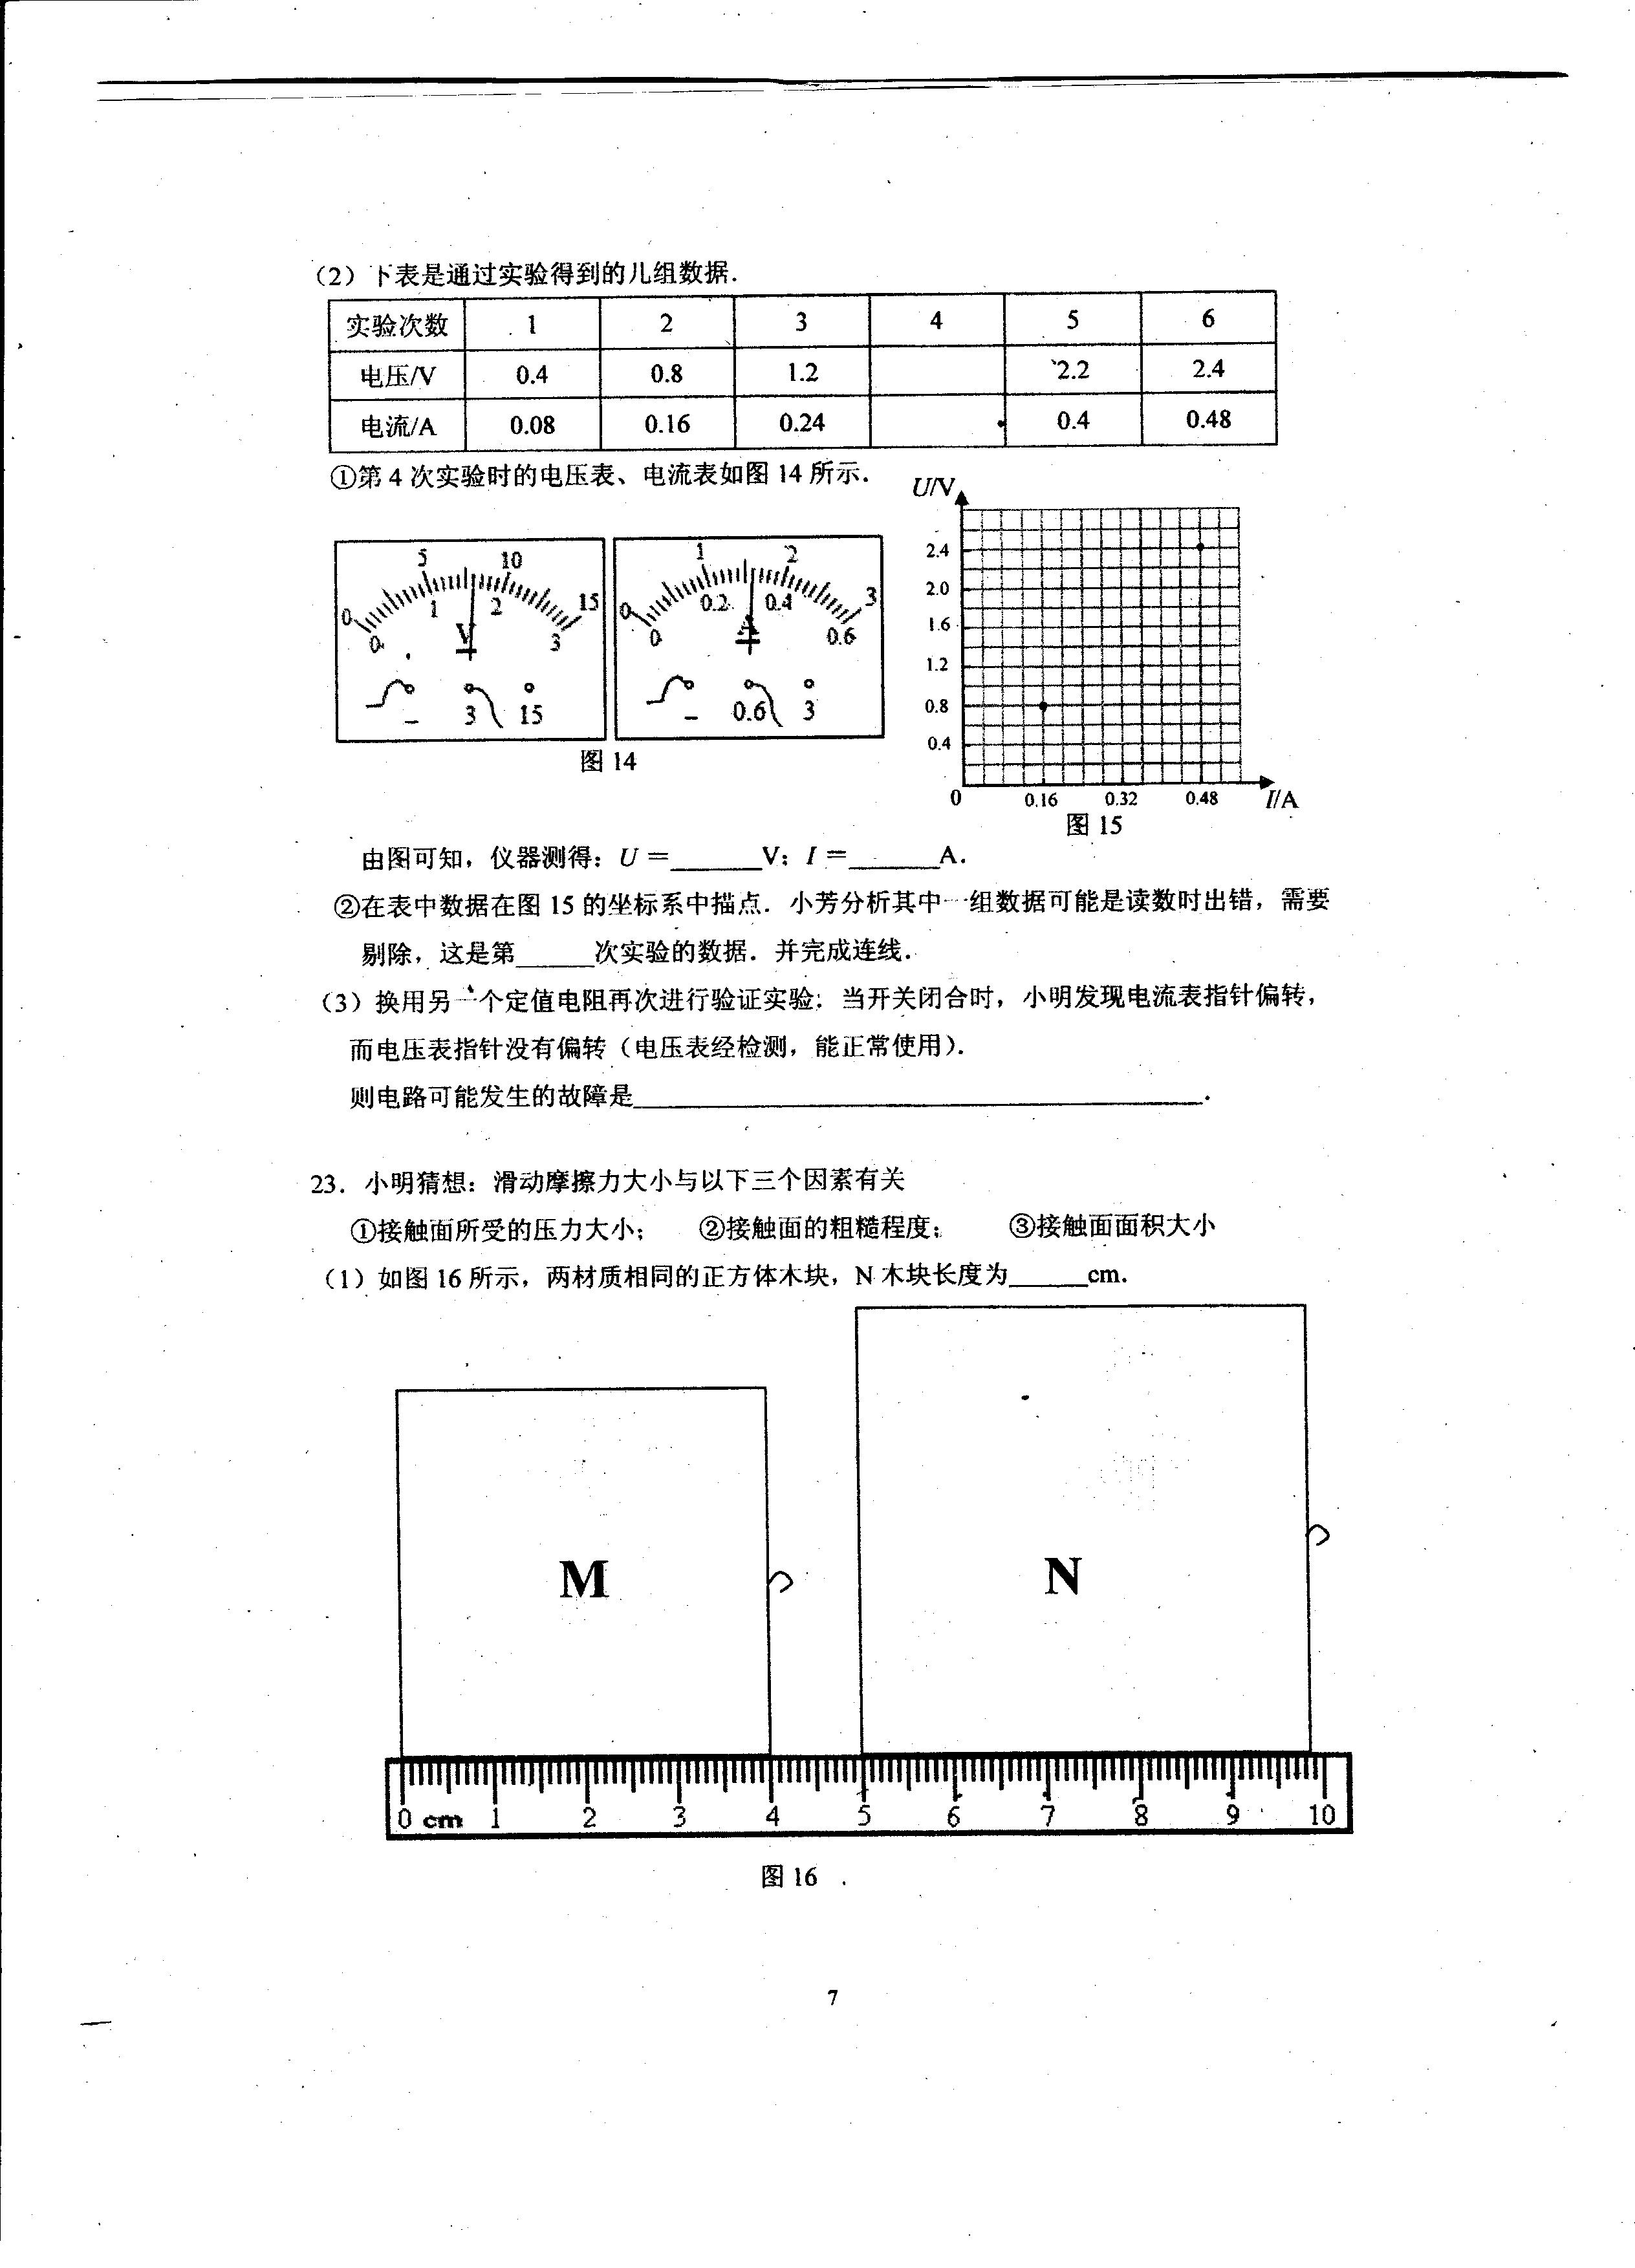 （2）下表是通过实验得到的几组数据．
实验次数 1 2 3 4 5 6
电压/V 0.4 0.8 1.2 2.2 2.4
电流/A 0.08 0.16 0.24 0.4 0.48
①第 4 次实验时的电压表、电流表如图 14 所示．
0 5 10 15
0 1 2 3
V
－ 3 15
0 1 2 3
0 0.2 0.4 0.6
A
－ 0.6 3
图 14
U/V
2.4
2.0
1.6
1.2
0.8
0.4
0 0.16 0.32 0.48 I/A
图 15
由图可知，仪器测得：U ＝______V；I ＝______A．
②在表中数据在图 15 的坐标系中描点．小芳分析其中一组数据可能是读数时出错，需要
剔除，这是第______次实验的数据．并完成连线．
（3）换用另一个定值电阻再次进行验证实验：当开关闭合时，小明发现电流表指针偏转，
而电压表指针没有偏转（电压表经检测，能正常使用）．
则电路可能发生的故障是____________________________________．
23．小明猜想：滑动摩擦力大小与以下三个因素有关
①接触面所受的压力大小； ②接触面的粗糙程度； ③接触面面积大小
（1）如图 16 所示，两材质相同的正方体木块，N 木块长度为______cm．
M N
0 cm 1 2 3 4 5 6 7 8 9 10
图 16
7